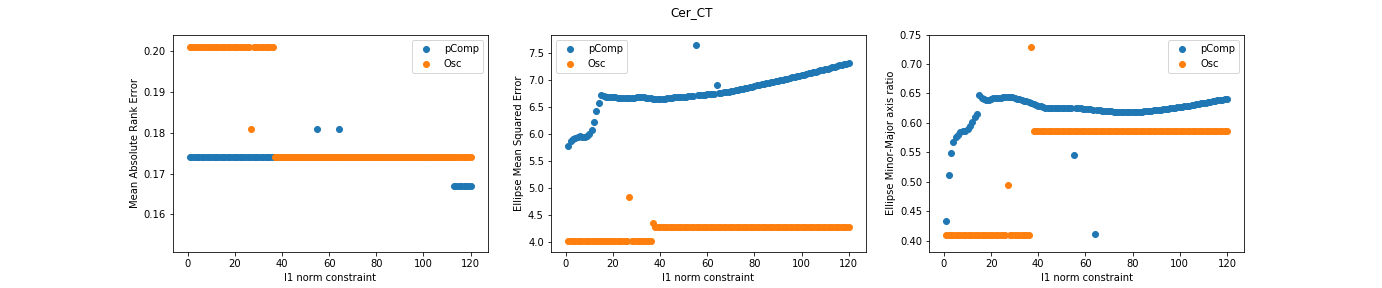 Cer_CT
Mean Absolute Rank Error
0.20
0.19
0.18
0.17
0.16
0 20 40 60 80 100 120
l1 norm constraint
pComp
Osc
Ellipse Mean Squared Error
7.5
7.0
6.5
6.0
5.5
5.0
4.5
4.0
0 20 40 60 80 100 120
l1 norm constraint
pComp
Osc
Ellipse Minor-Major axis ratio
0.75
0.70
0.65
0.60
0.55
0.50
0.45
0.40
0 20 40 60 80 100 120
l1 norm constraint
pComp
Osc